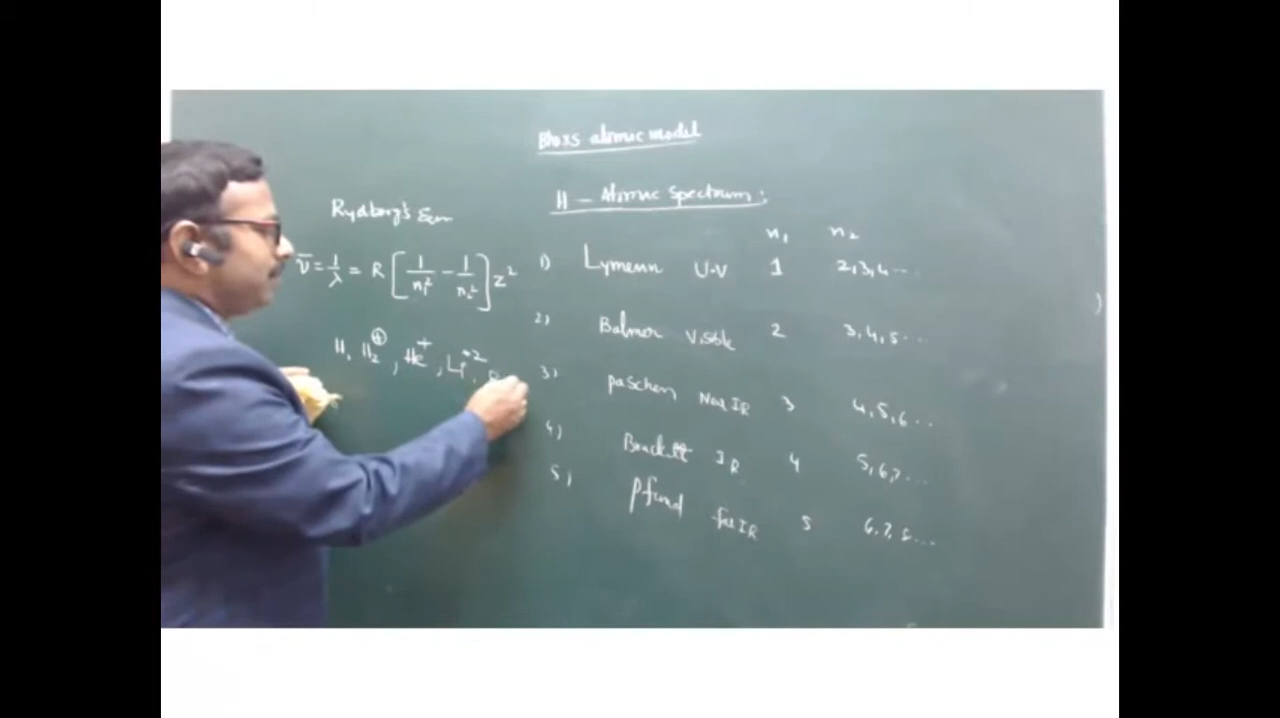 Bhors atomic model
H - Atomic Spectrum :
Rydberg's Eqn
n₁ n₂
ν̅ = 1/λ = R [ 1/n₁² - 1/n₂² ] Z²
1) Lymann U-V 1 2,3,4...
2) Balmer Visible 2 3,4,5...
H, H₂⊕, He⁺, Li⁺²,
3) paschen Near IR 3 4,5,6...
4) Brackett IR 4 5,6,7...
5) Pfund far IR 5 6,7,8...